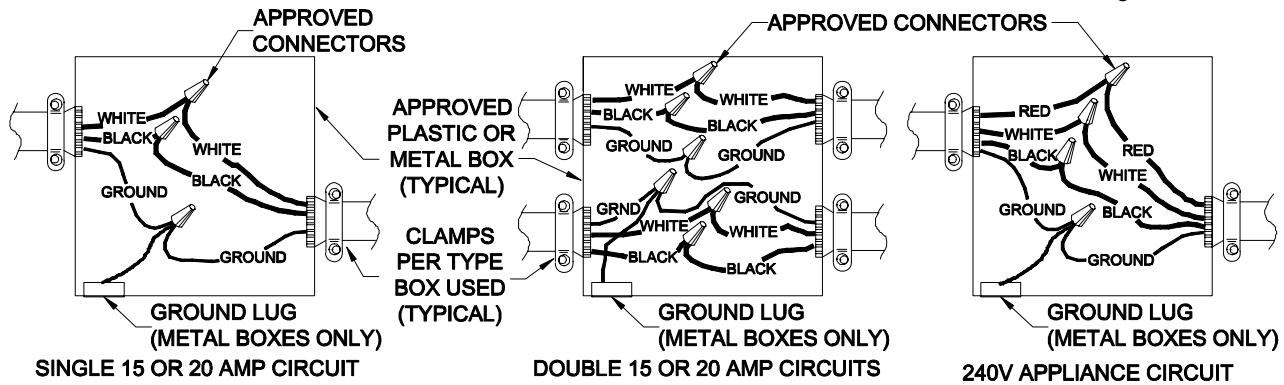 APPROVED
CONNECTORS
WHITE
BLACK
WHITE
BLACK
GROUND
GROUND
GROUND LUG
(METAL BOXES ONLY)
SINGLE 15 OR 20 AMP CIRCUIT
APPROVED
PLASTIC OR
METAL BOX
(TYPICAL)
CLAMPS
PER TYPE
BOX USED
(TYPICAL)
APPROVED CONNECTORS
WHITE
WHITE
BLACK
BLACK
GROUND
GROUND
GRND
GROUND
WHITE
WHITE
BLACK
BLACK
GROUND LUG
(METAL BOXES ONLY)
DOUBLE 15 OR 20 AMP CIRCUITS
RED
WHITE
BLACK
RED
WHITE
GROUND
BLACK
GROUND
GROUND LUG
(METAL BOXES ONLY)
240V APPLIANCE CIRCUIT